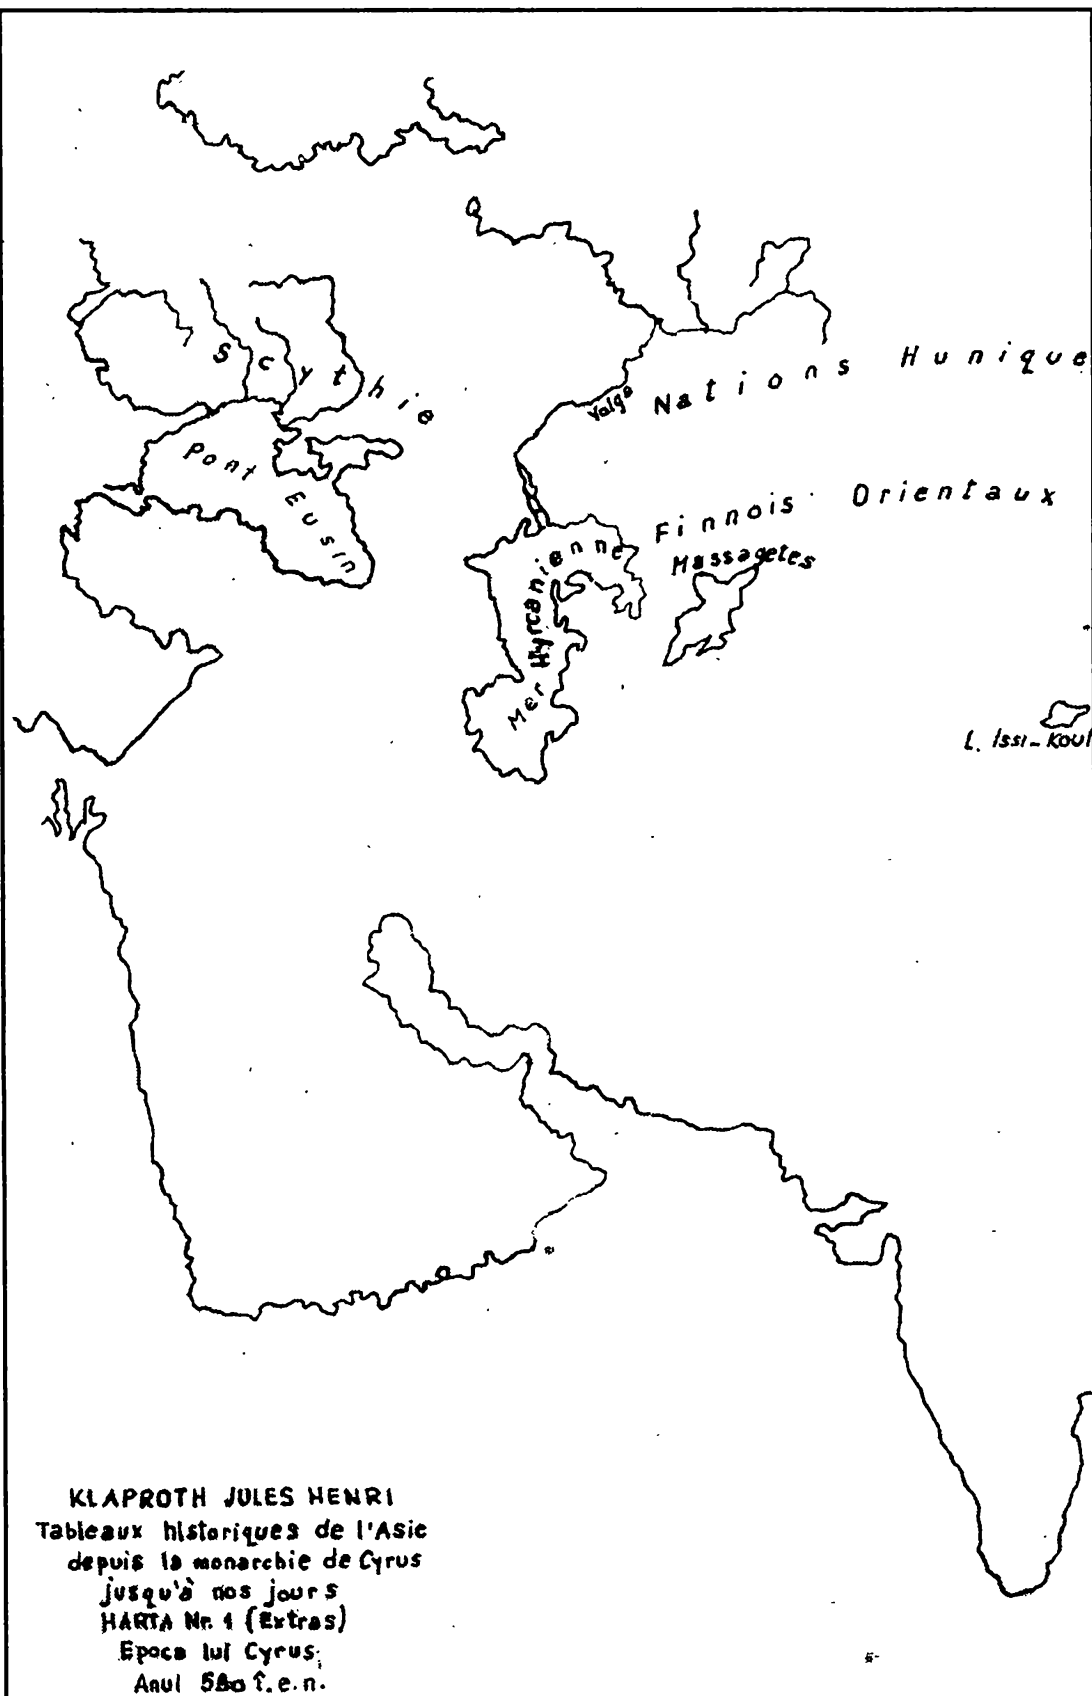 Scythie
Pont Eusin
Volga
Nations Hunique
Finnois Orientaux
Massagetes
Mer Hyrcanienne
L. Issi-Koul
KLAPROTH JULES HENRI
Tableaux historiques de l'Asie
depuis la monarchie de Cyrus
jusqu'à nos jours
HARTA Nr. 1 (Extras)
Epoca lui Cyrus
Anul 580 î.e.n.